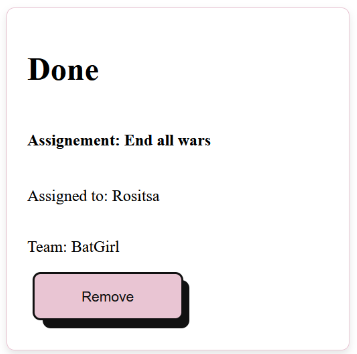 Done
Assignement: End all wars
Assigned to: Rositsa
Team: BatGirl
Remove